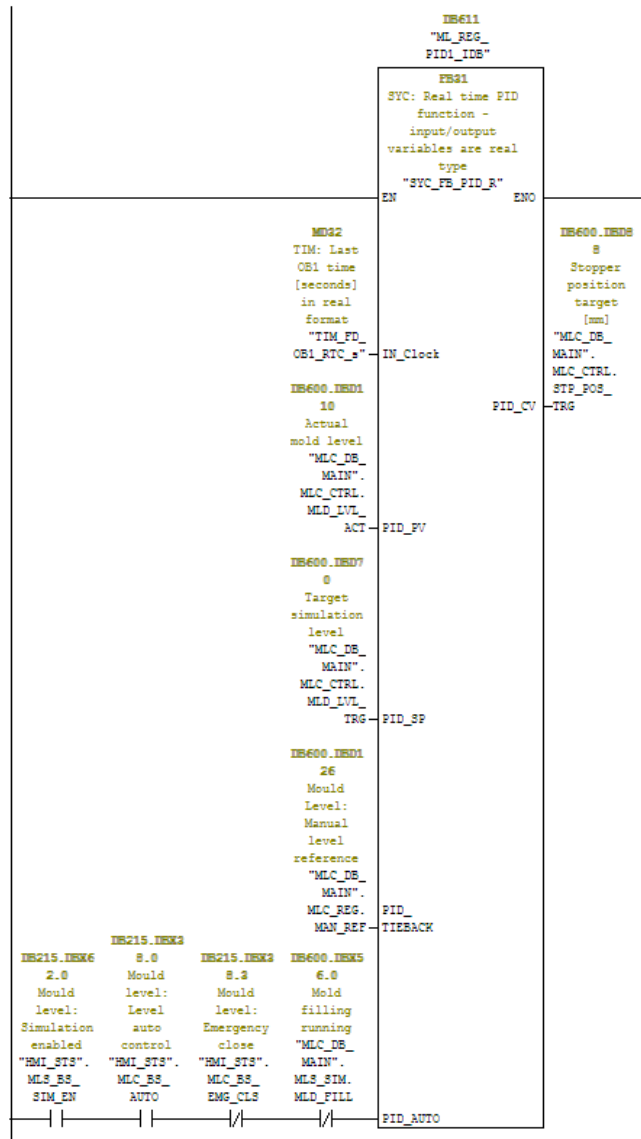 DB611
"ML_REG_
PID1_IDB"
FB31
SYC: Real time PID
function -
input/output
variables are real
type
"SYC_FB_PID_R"
EN
ENO
MD32
TIM: Last
OB1 time
[seconds]
in real
format
"TIM_FD_
OB1_RTC_s"
IN_Clock
DB600.DBD8
8
Stopper
position
target
[mm]
"MLC_DB_
MAIN".
MLC_CTRL.
STP_POS_
TRG
PID_CV
DB600.DBD1
10
Actual
mold level
"MLC_DB_
MAIN".
MLC_CTRL.
MLD_LVL_
ACT
PID_PV
DB600.DBD7
0
Target
simulation
level
"MLC_DB_
MAIN".
MLC_CTRL.
MLD_LVL_
TRG
PID_SP
DB600.DBD1
26
Mould
Level:
Manual
level
reference
"MLC_DB_
MAIN".
MLC_REG.
MAN_REF
PID_
TIEBACK
DB215.DBX6
2.0
Mould
level:
Simulation
enabled
"HMI_STS".
MLS_BS_
SIM_EN
DB215.DBX3
8.0
Mould
level:
Level
auto
control
"HMI_STS".
MLC_BS_
AUTO
DB215.DBX3
8.3
Mould
level:
Emergency
close
"HMI_STS".
MLC_BS_
EMG_CLS
DB600.DBX5
6.0
Mold
filling
running
"MLC_DB_
MAIN".
MLS_SIM.
MLD_FILL
PID_AUTO